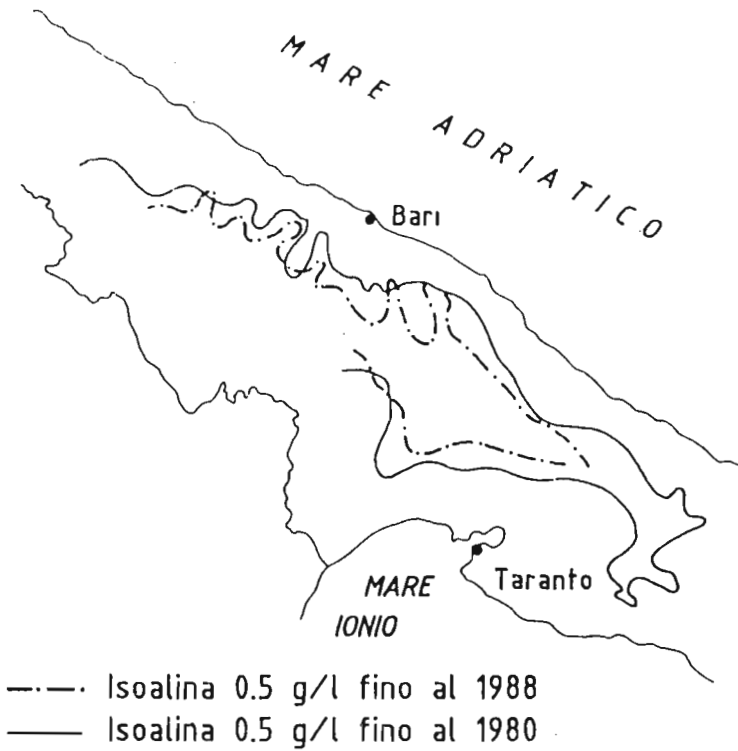 MARE ADRIATICO
Bari
Taranto
MARE
IONIO
Isoalina 0.5 g/l fino al 1988
Isoalina 0.5 g/l fino al 1980